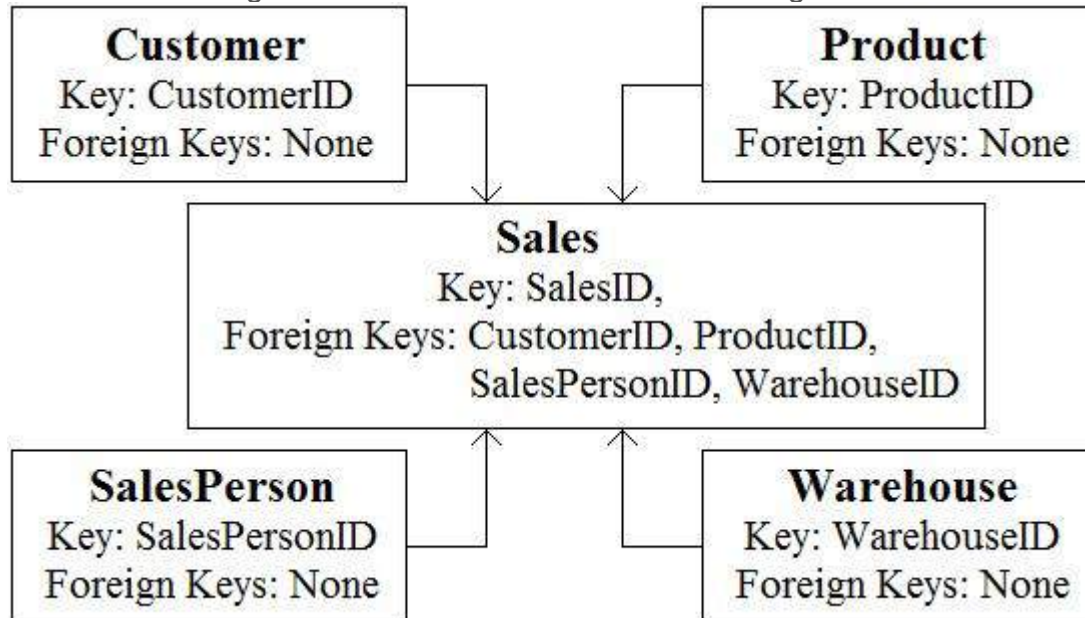 Customer
Key: CustomerID
Foreign Keys: None
Product
Key: ProductID
Foreign Keys: None
Sales
Key: SalesID,
Foreign Keys: CustomerID, ProductID,
SalesPersonID, WarehouseID
SalesPerson
Key: SalesPersonID
Foreign Keys: None
Warehouse
Key: WarehouseID
Foreign Keys: None